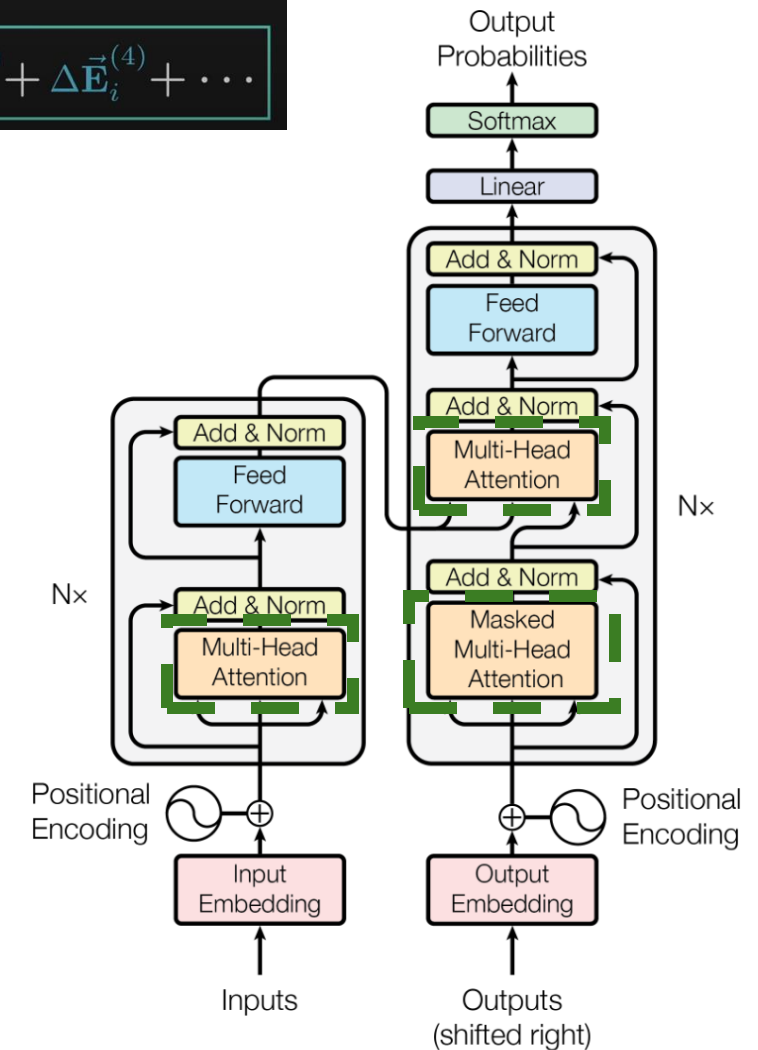 + ΔE⃗ᵢ⁽⁴⁾ + ⋯
Output
Probabilities
Softmax
Linear
Add & Norm
Feed
Forward
Add & Norm
Multi-Head
Attention
Nx
Add & Norm
Masked
Multi-Head
Attention
Add & Norm
Feed
Forward
Nx
Add & Norm
Multi-Head
Attention
Positional
Encoding
Positional
Encoding
Input
Embedding
Output
Embedding
Inputs
Outputs
(shifted right)